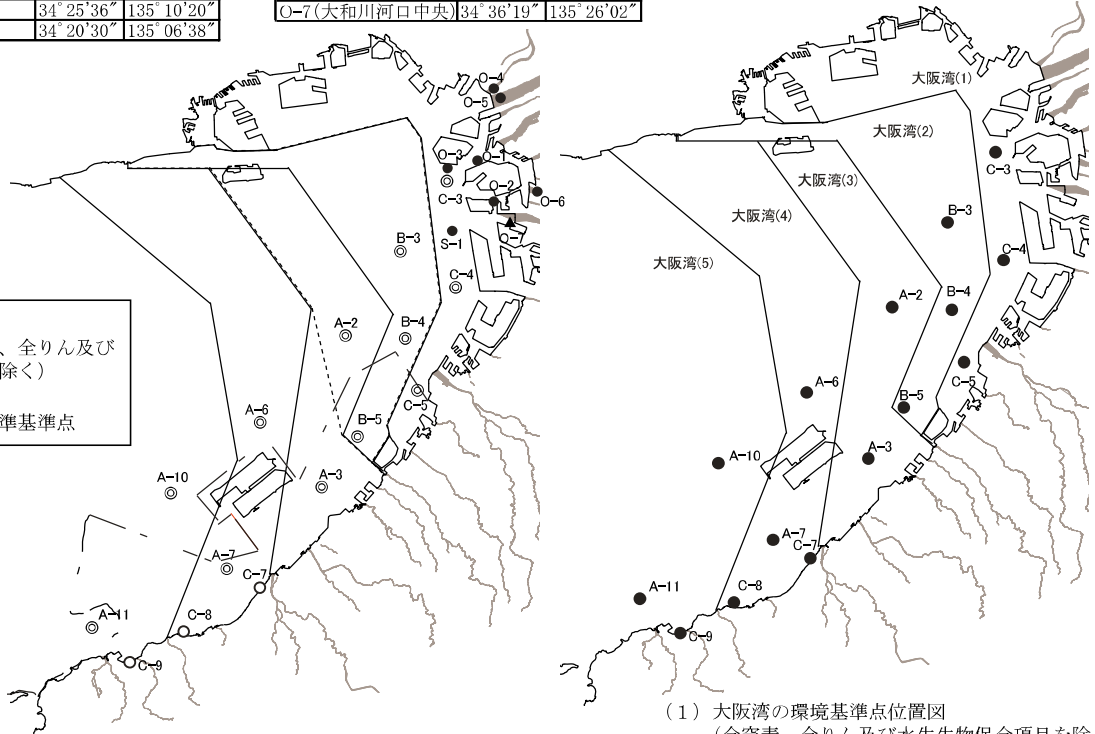 34°25'36" 135°10'20"
34°20'30" 135°06'38"
O-7(大和川河口中央) 34°36'19" 135°26'02"
O-4
O-5
O-3
O-1
C-3
O-2
O-6
S-1
B-3
C-4
A-2
B-4
C-5
A-6
B-5
A-10
A-3
A-7
C-7
A-11
C-8
C-9
、全りん及び
除く)
準基準点
大阪湾(1)
大阪湾(2)
大阪湾(3)
大阪湾(4)
大阪湾(5)
C-3
B-3
C-4
A-2
B-4
C-5
A-6
B-5
A-10
A-3
A-7
C-7
A-11
C-8
C-9
(1) 大阪湾の環境基準点位置図
(全窒素、全りん及び水生生物保全項目を除